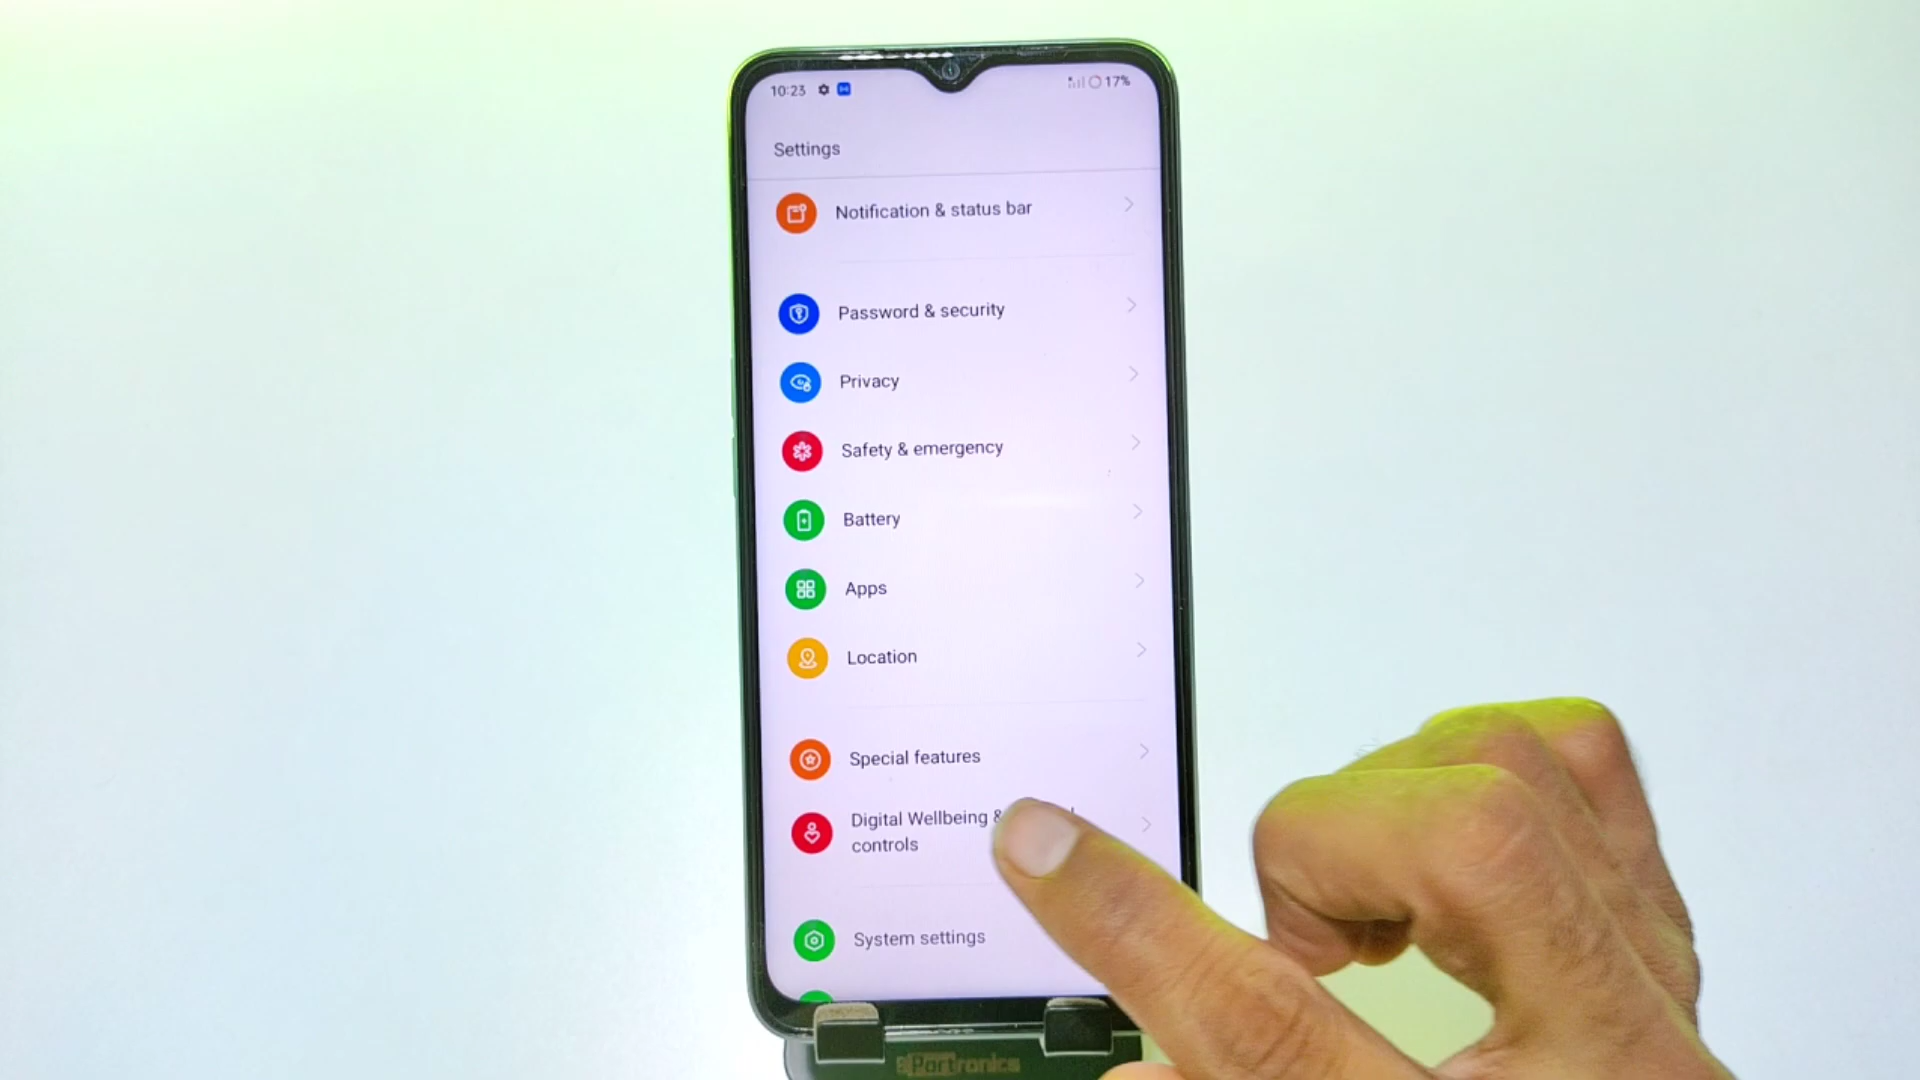 10:23
17%
Settings
Notification & status bar
Password & security
Privacy
Safety & emergency
Battery
Apps
Location
Special features
Digital Wellbeing &
controls
System settings
Portronics